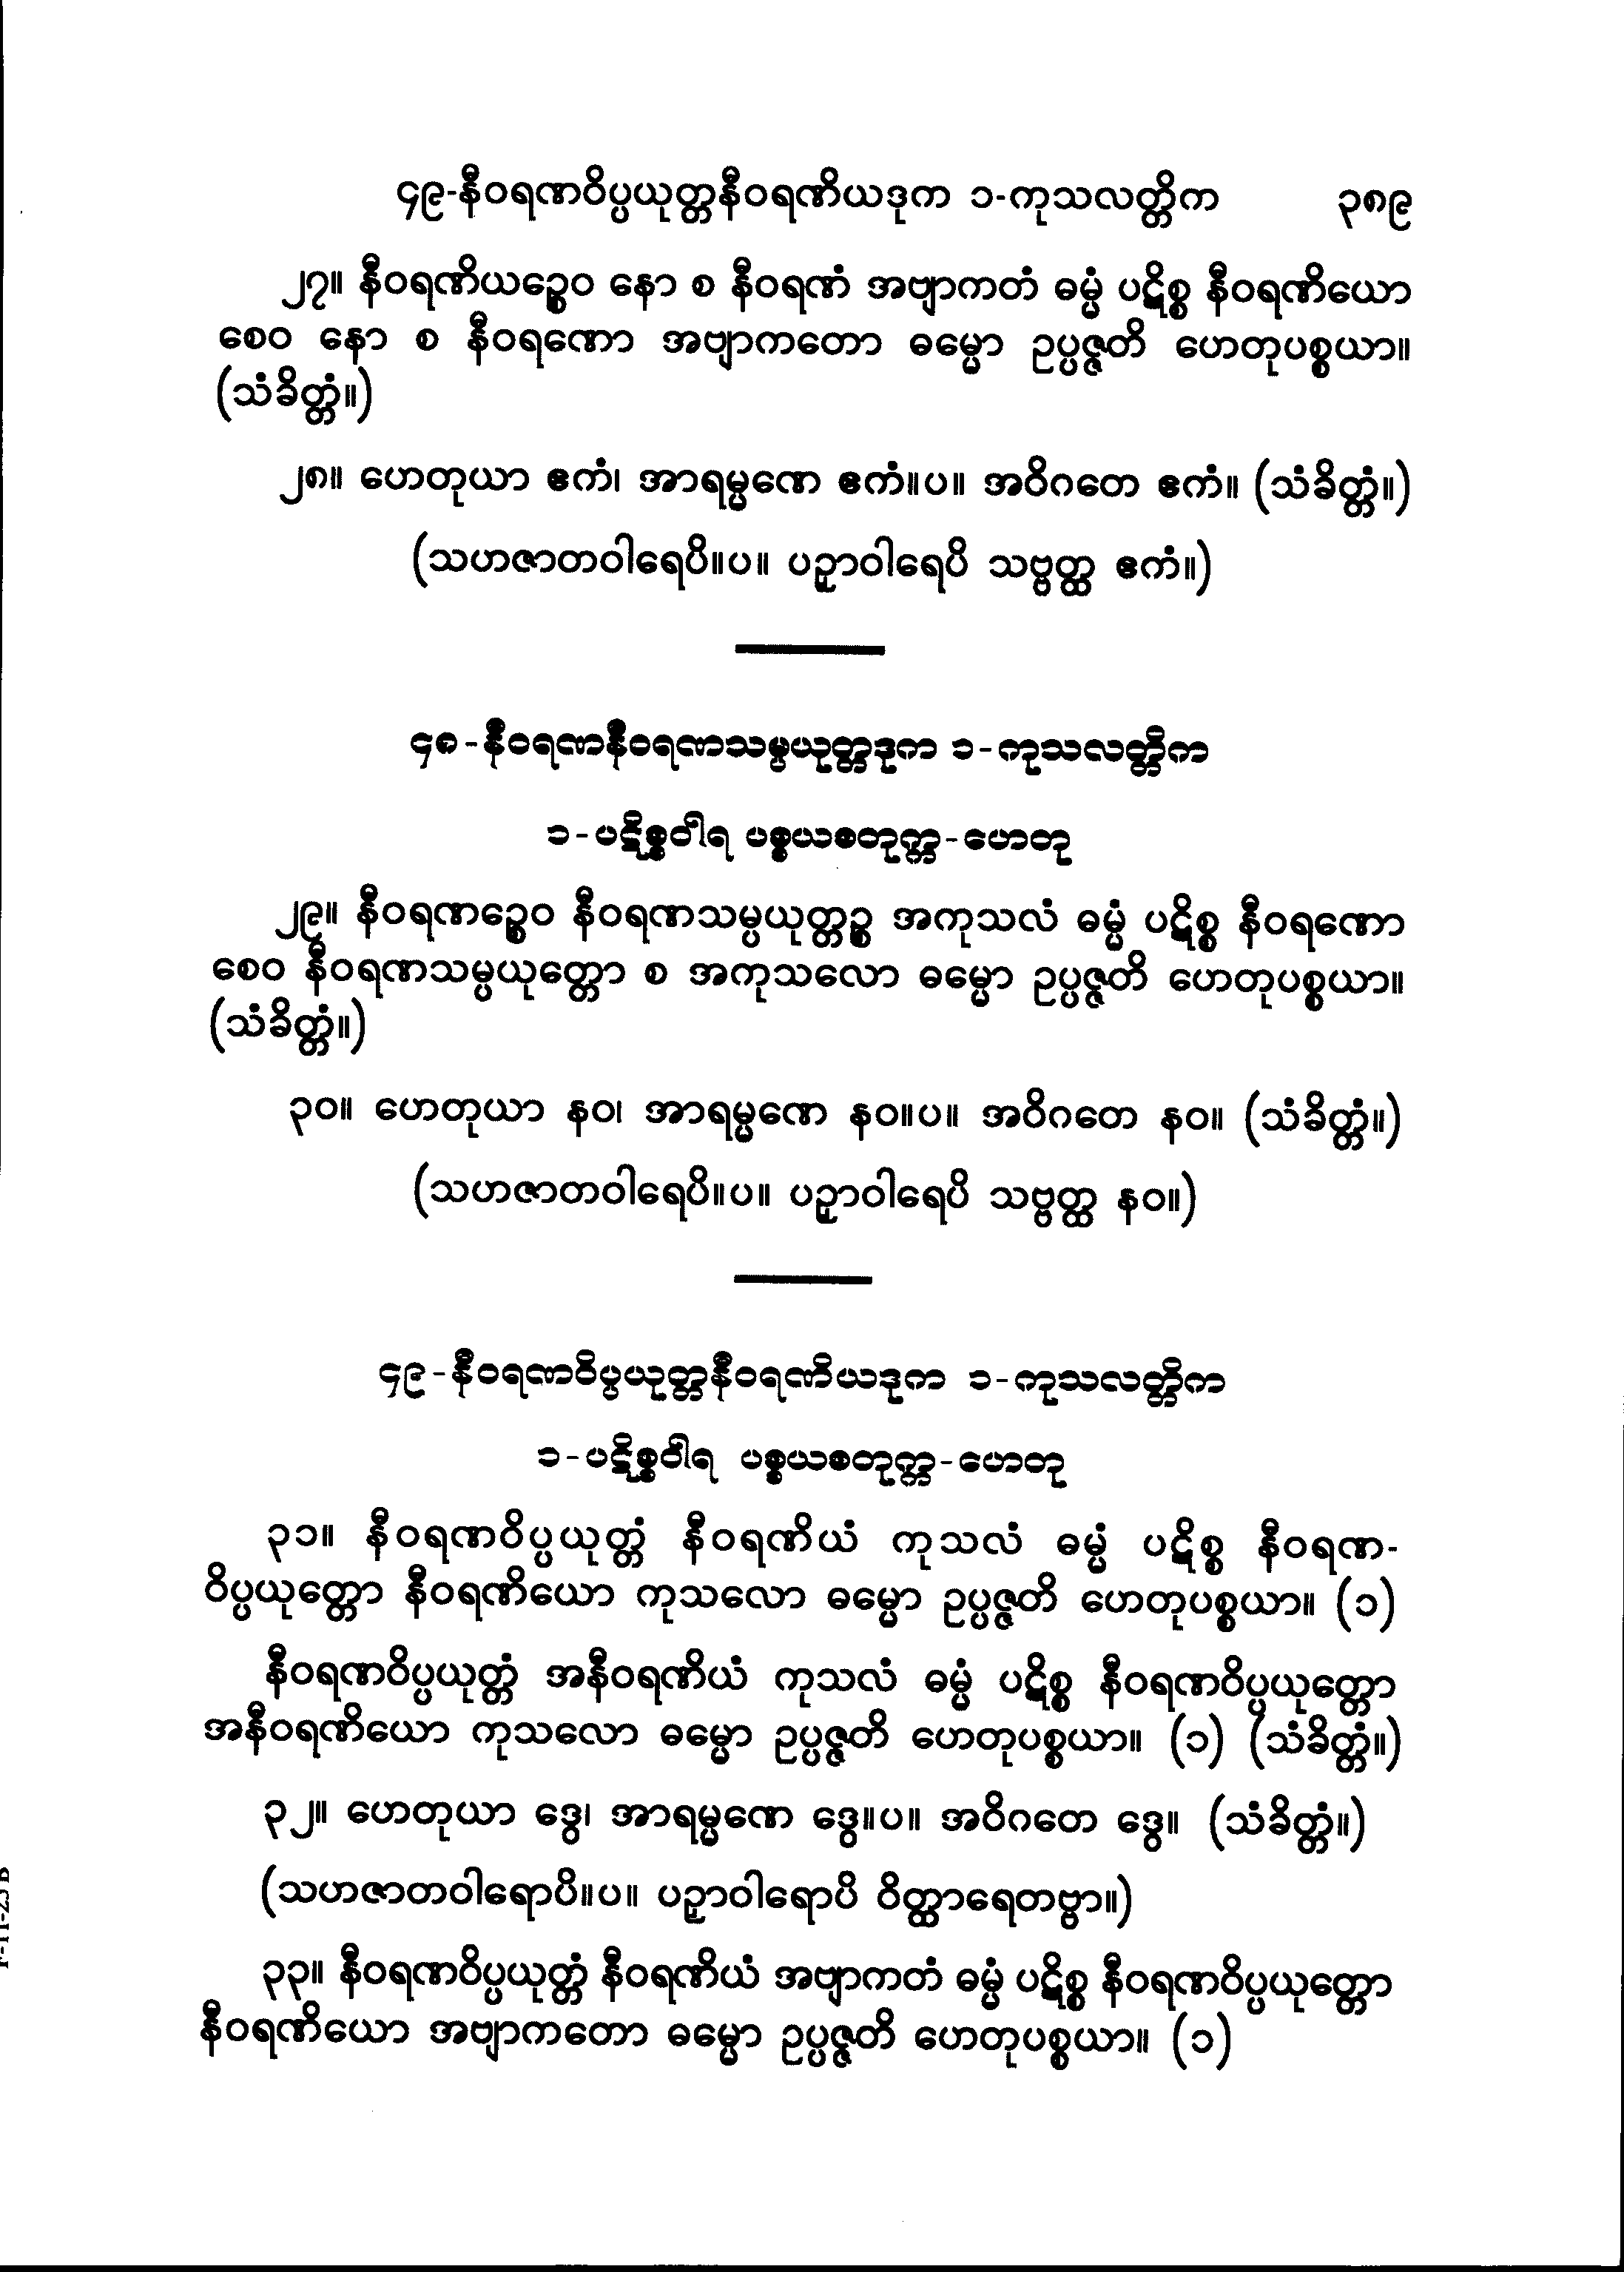 ၄၉-နီဝရဏဝိပ္ပယုတ္တနီဝရဏိယဒုက ၁-ကုသလတ္တိက ၃၈၉
၂၇။ နီဝရဏိယဉ္စေဝ နော စ နီဝရဏံ အဗျာကတံ ဓမ္မံ ပဋိစ္စ နီဝရဏိယော
စေဝ နော စ နီဝရဏော အဗျာကတော ဓမ္မော ဥပ္ပဇ္ဇတိ ဟေတုပစ္စယာ။
(သံခိတ္တံ။)
၂၈။ ဟေတုယာ ဧကံ၊ အာရမ္မဏေ ဧကံ။ပ။ အဝိဂတေ ဧကံ။ (သံခိတ္တံ။)
(သဟဇာတဝါရေပိ။ပ။ ပဉှာဝါရေပိ သဗ္ဗတ္ထ ဧကံ။)
၄၈-နီဝရဏနီဝရဏသမ္ပယုတ္တဒုက ၁-ကုသလတ္တိက
၁-ပဋိစ္စဝါရ ပစ္စယစတုက္က-ဟေတု
၂၉။ နီဝရဏဉ္စေဝ နီဝရဏသမ္ပယုတ္တဉ္စ အကုသလံ ဓမ္မံ ပဋိစ္စ နီဝရဏော
စေဝ နီဝရဏသမ္ပယုတ္တော စ အကုသလော ဓမ္မော ဥပ္ပဇ္ဇတိ ဟေတုပစ္စယာ။
(သံခိတ္တံ။)
၃၀။ ဟေတုယာ နဝ၊ အာရမ္မဏေ နဝ။ပ။ အဝိဂတေ နဝ။ (သံခိတ္တံ။)
(သဟဇာတဝါရေပိ။ပ။ ပဉှာဝါရေပိ သဗ္ဗတ္ထ နဝ။)
၄၉-နီဝရဏဝိပ္ပယုတ္တနီဝရဏိယဒုက ၁-ကုသလတ္တိက
၁-ပဋိစ္စဝါရ ပစ္စယစတုက္က-ဟေတု
၃၁။ နီဝရဏဝိပ္ပယုတ္တံ နီဝရဏိယံ ကုသလံ ဓမ္မံ ပဋိစ္စ နီဝရဏ-
ဝိပ္ပယုတ္တော နီဝရဏိယော ကုသလော ဓမ္မော ဥပ္ပဇ္ဇတိ ဟေတုပစ္စယာ။ (၁)
နီဝရဏဝိပ္ပယုတ္တံ အနီဝရဏိယံ ကုသလံ ဓမ္မံ ပဋိစ္စ နီဝရဏဝိပ္ပယုတ္တော
အနီဝရဏိယော ကုသလော ဓမ္မော ဥပ္ပဇ္ဇတိ ဟေတုပစ္စယာ။ (၁) (သံခိတ္တံ။)
၃၂။ ဟေတုယာ ဒွေ၊ အာရမ္မဏေ ဒွေ။ပ။ အဝိဂတေ ဒွေ။ (သံခိတ္တံ။)
(သဟဇာတဝါရောပိ။ပ။ ပဉှာဝါရောပိ ဝိတ္ထာရေတဗ္ဗာ။)
၃၃။ နီဝရဏဝိပ္ပယုတ္တံ နီဝရဏိယံ အဗျာကတံ ဓမ္မံ ပဋိစ္စ နီဝရဏဝိပ္ပယုတ္တော
နီဝရဏိယော အဗျာကတော ဓမ္မော ဥပ္ပဇ္ဇတိ ဟေတုပစ္စယာ။ (၁)